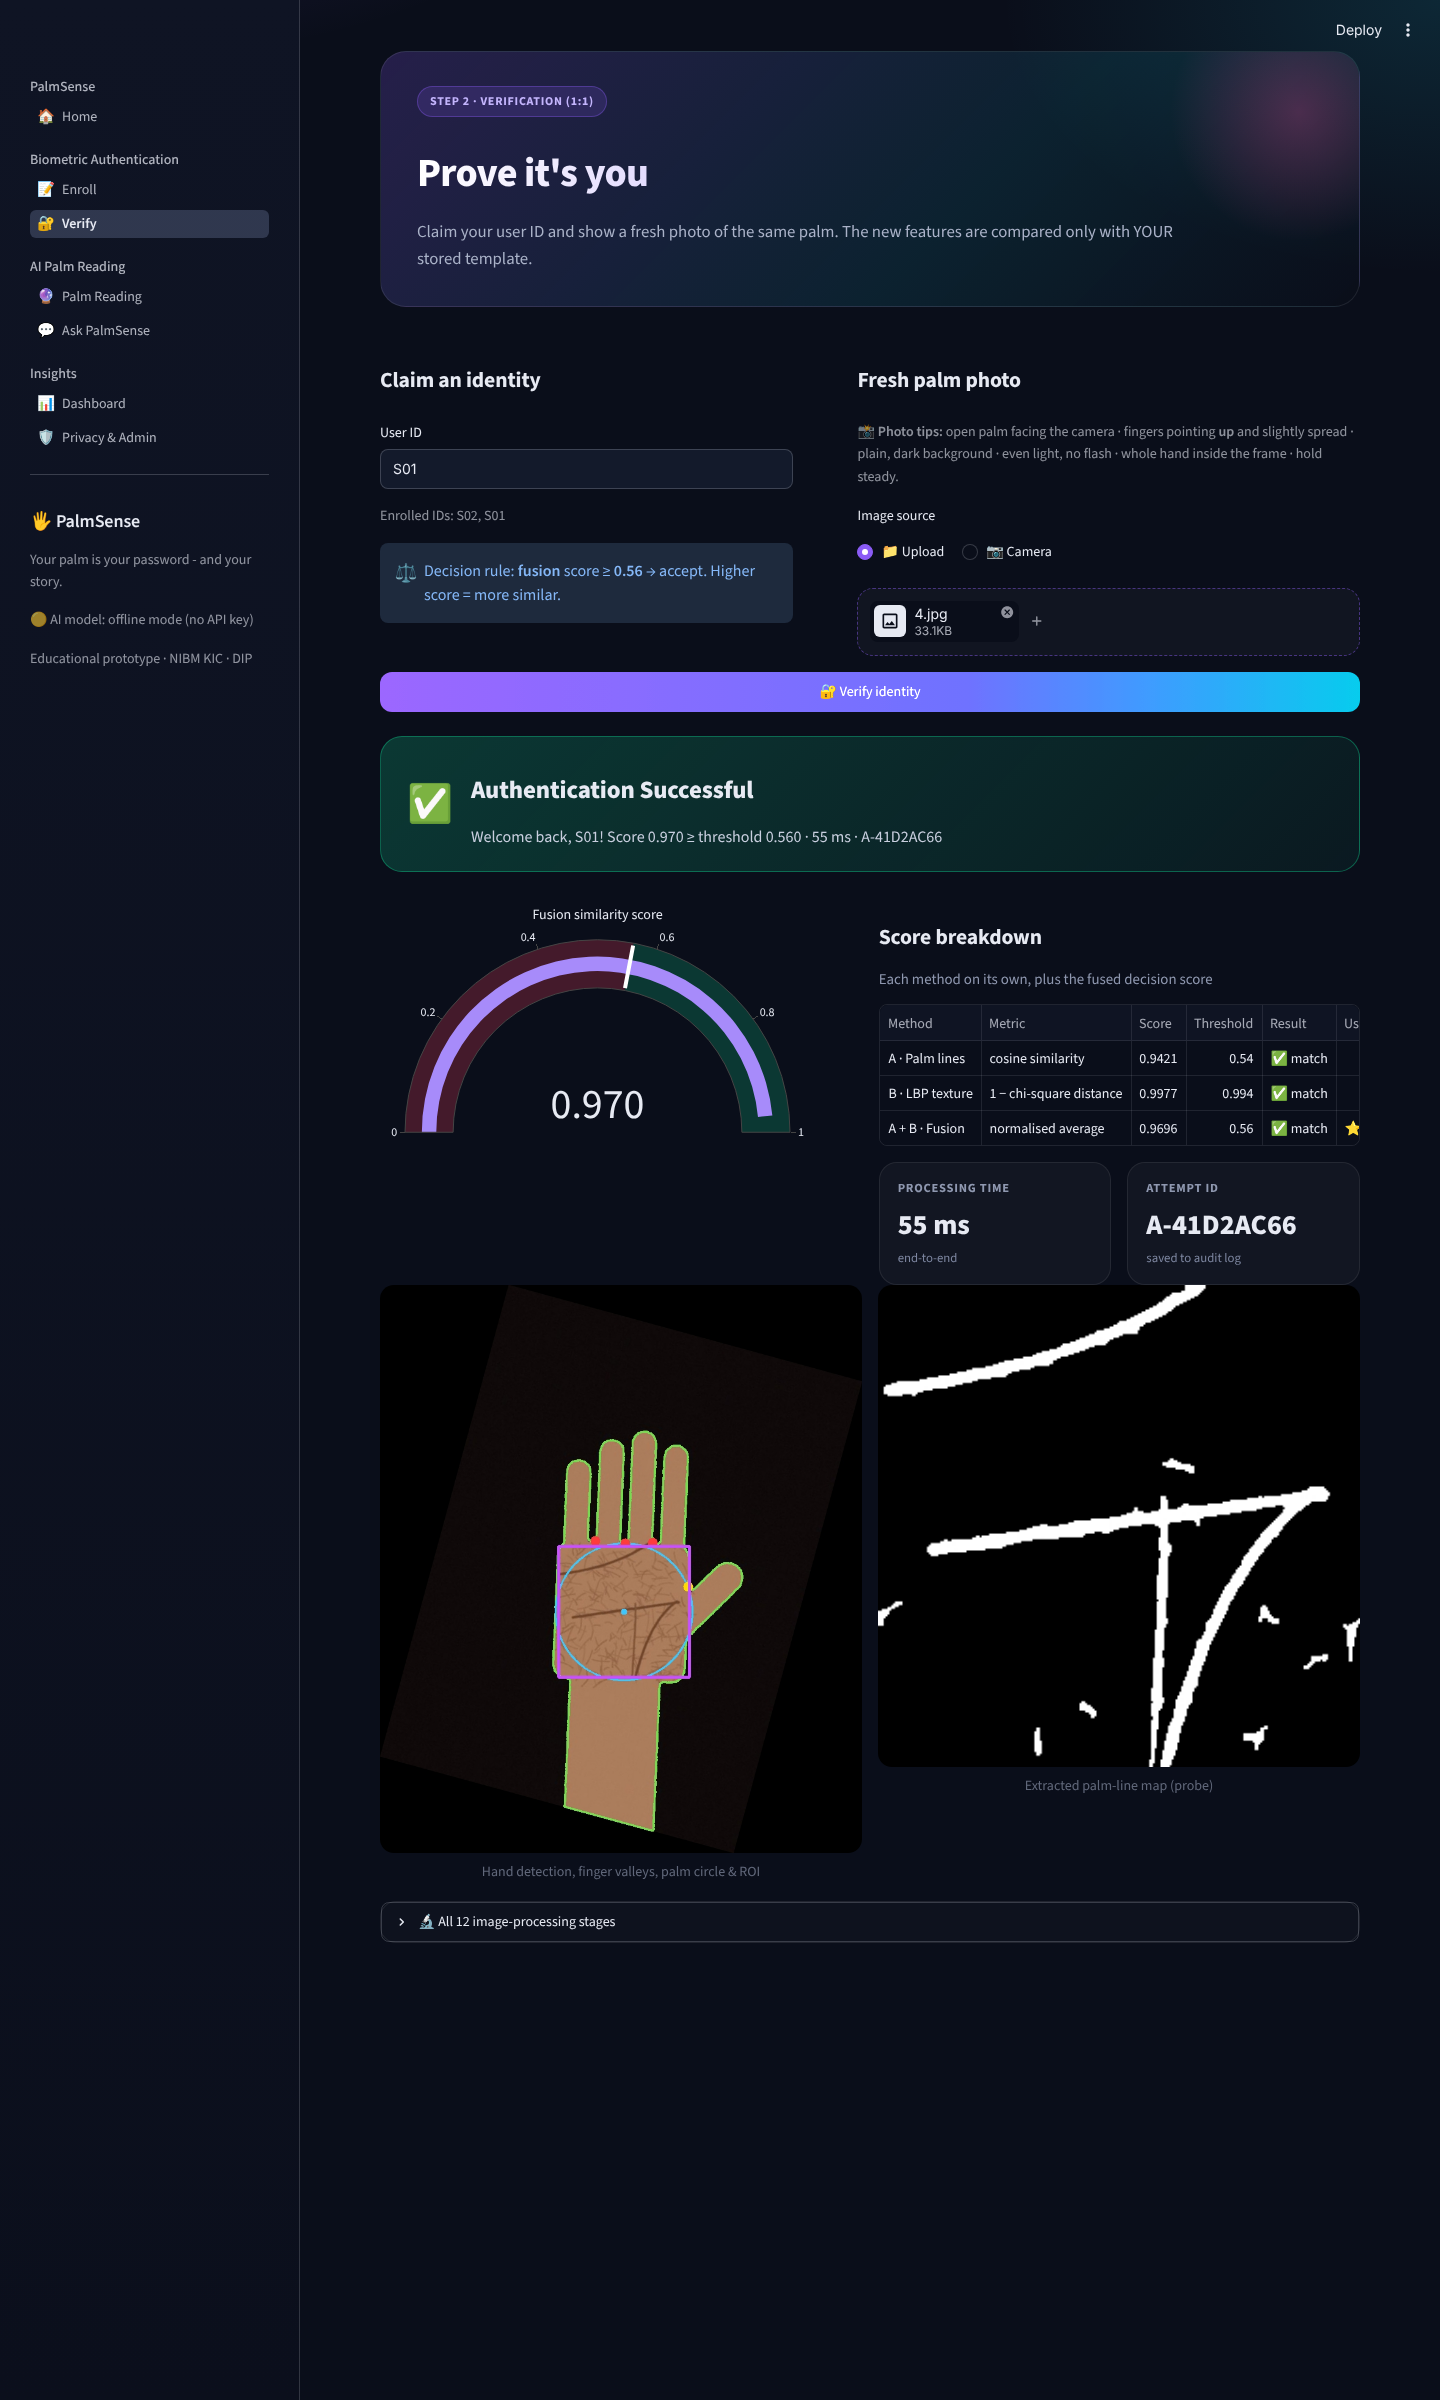 Deploy
PalmSense
🏠 Home
Biometric Authentication
📝 Enroll
🔐 Verify
AI Palm Reading
🔮 Palm Reading
💬 Ask PalmSense
Insights
📊 Dashboard
🛡️ Privacy & Admin
🖐️ PalmSense
Your palm is your password - and your
story.
🟡 AI model: offline mode (no API key)
Educational prototype · NIBM KIC · DIP
STEP 2 · VERIFICATION (1:1)
Prove it's you
Claim your user ID and show a fresh photo of the same palm. The new features are compared only with YOUR
stored template.
Claim an identity
User ID
S01
Enrolled IDs: S02, S01
⚖️ Decision rule: fusion score ≥ 0.56 → accept. Higher
score = more similar.
Fresh palm photo
📸 Photo tips: open palm facing the camera · fingers pointing up and slightly spread ·
plain, dark background · even light, no flash · whole hand inside the frame · hold
steady.
Image source
📁 Upload 📷 Camera
4.jpg
33.1KB
🔐 Verify identity
✅ Authentication Successful
Welcome back, S01! Score 0.970 ≥ threshold 0.560 · 55 ms · A-41D2AC66
Fusion similarity score
0 0.2 0.4 0.6 0.8 1
0.970
Score breakdown
Each method on its own, plus the fused decision score
Method Metric Score Threshold Result Us
A · Palm lines cosine similarity 0.9421 0.54 ✅ match
B · LBP texture 1 − chi-square distance 0.9977 0.994 ✅ match
A + B · Fusion normalised average 0.9696 0.56 ✅ match ⭐
PROCESSING TIME
55 ms
end-to-end
ATTEMPT ID
A-41D2AC66
saved to audit log
Hand detection, finger valleys, palm circle & ROI
Extracted palm-line map (probe)
🔬 All 12 image-processing stages